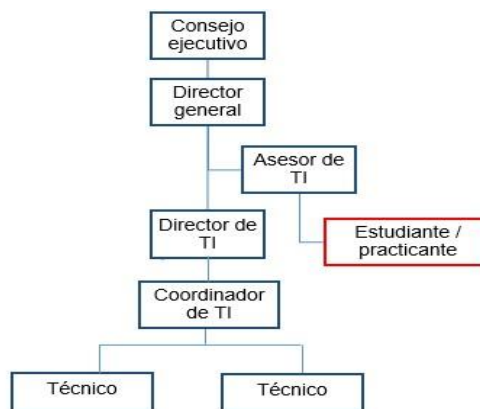 Consejo
ejecutivo
Director
general
Asesor de
TI
Director de
TI
Estudiante /
practicante
Coordinador
de TI
Técnico
Técnico